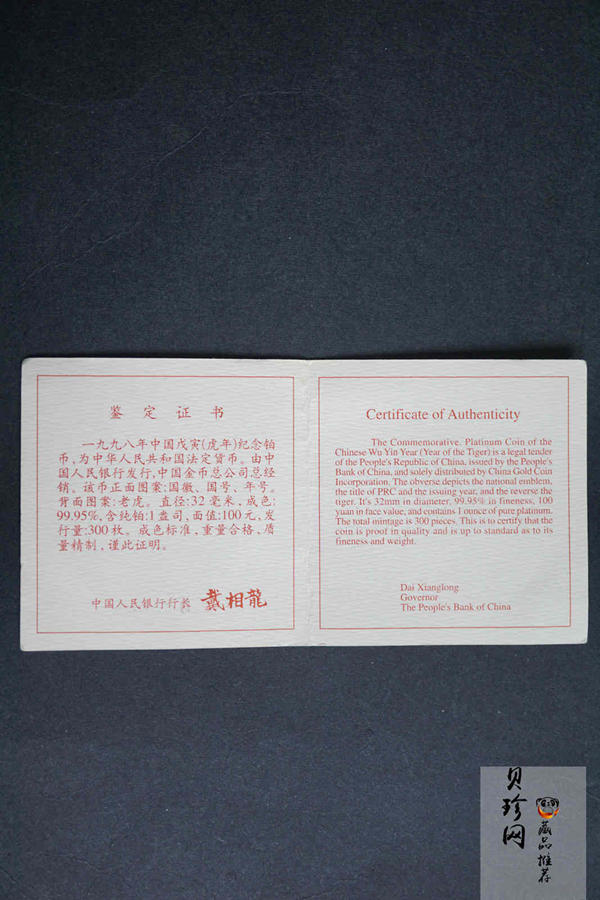 鉴定证书
一九九八年中国戊寅(虎年)纪念铂
币,为中华人民共和国法定货币。由中
国人民银行发行,中国金币总公司总经
销。该币正面图案:国徽、国号、年号。
背面图案:老虎。直径:32毫米,成色:
99.95%,含纯铂:1盎司,面值:100元,发
行量:300枚。成色标准,重量合格,质
量精制,谨此证明。
中国人民银行行长 戴相龍
Certificate of Authenticity
The Commemorative. Platinum Coin of the
Chinese Wu Yin Year (Year of the Tiger) is a legal tender
of the People's Republic of China, issued by the People's
Bank of China, and solely distributed by China Gold Coin
Incorporation. The obverse depicts the national emblem,
the title of PRC and the issuing year, and the reverse the
tiger. It's 32mm in diameter, 99.95% in fineness, 100
yuan in face value, and contains 1 ounce of pure platinum.
The total mintage is 300 pieces. This is to certify that the
coin is proof in quality and is up to standard as to its
fineness and weight.
Dai Xianglong
Governor
The People's Bank of China
贝珍网
藏品推荐